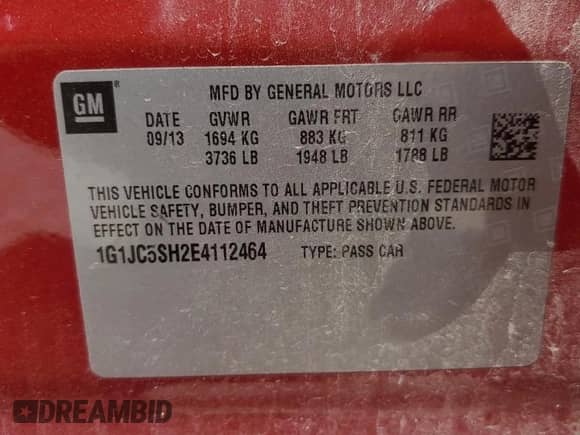 GM ®
MFD BY GENERAL MOTORS LLC
DATE GVWR GAWR FRT GAWR RR
09/13 1694 KG 883 KG 811 KG
3736 LB 1948 LB 1788 LB
THIS VEHICLE CONFORMS TO ALL APPLICABLE U.S. FEDERAL MOTOR
VEHICLE SAFETY, BUMPER, AND THEFT PREVENTION STANDARDS IN
EFFECT ON THE DATE OF MANUFACTURE SHOWN ABOVE.
1G1JC5SH2E4112464 TYPE: PASS CAR
DREAMBID